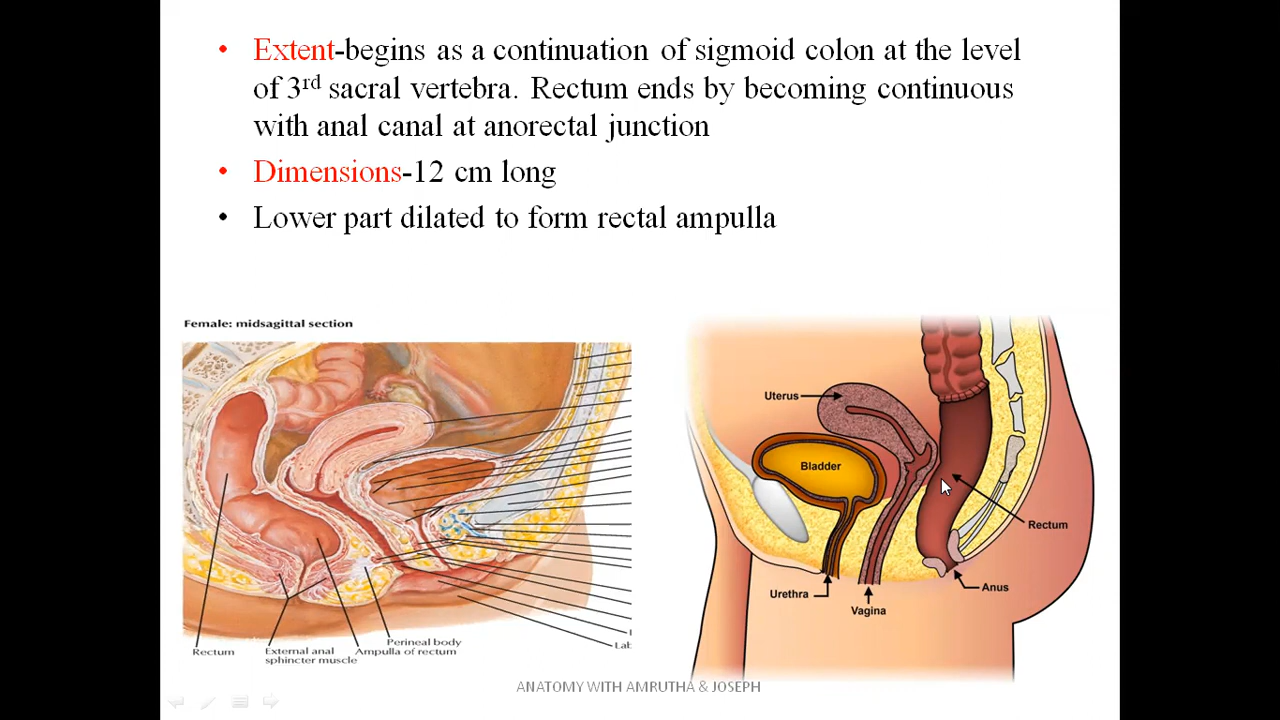 • Extent-begins as a continuation of sigmoid colon at the level
of 3rd sacral vertebra. Rectum ends by becoming continuous
with anal canal at anorectal junction
• Dimensions-12 cm long
• Lower part dilated to form rectal ampulla
Female: midsagittal section
Rectum
External anal
sphincter muscle
Ampulla of rectum
Perineal body
Lab
Uterus
Bladder
Rectum
Anus
Urethra
Vagina
ANATOMY WITH AMRUTHA & JOSEPH